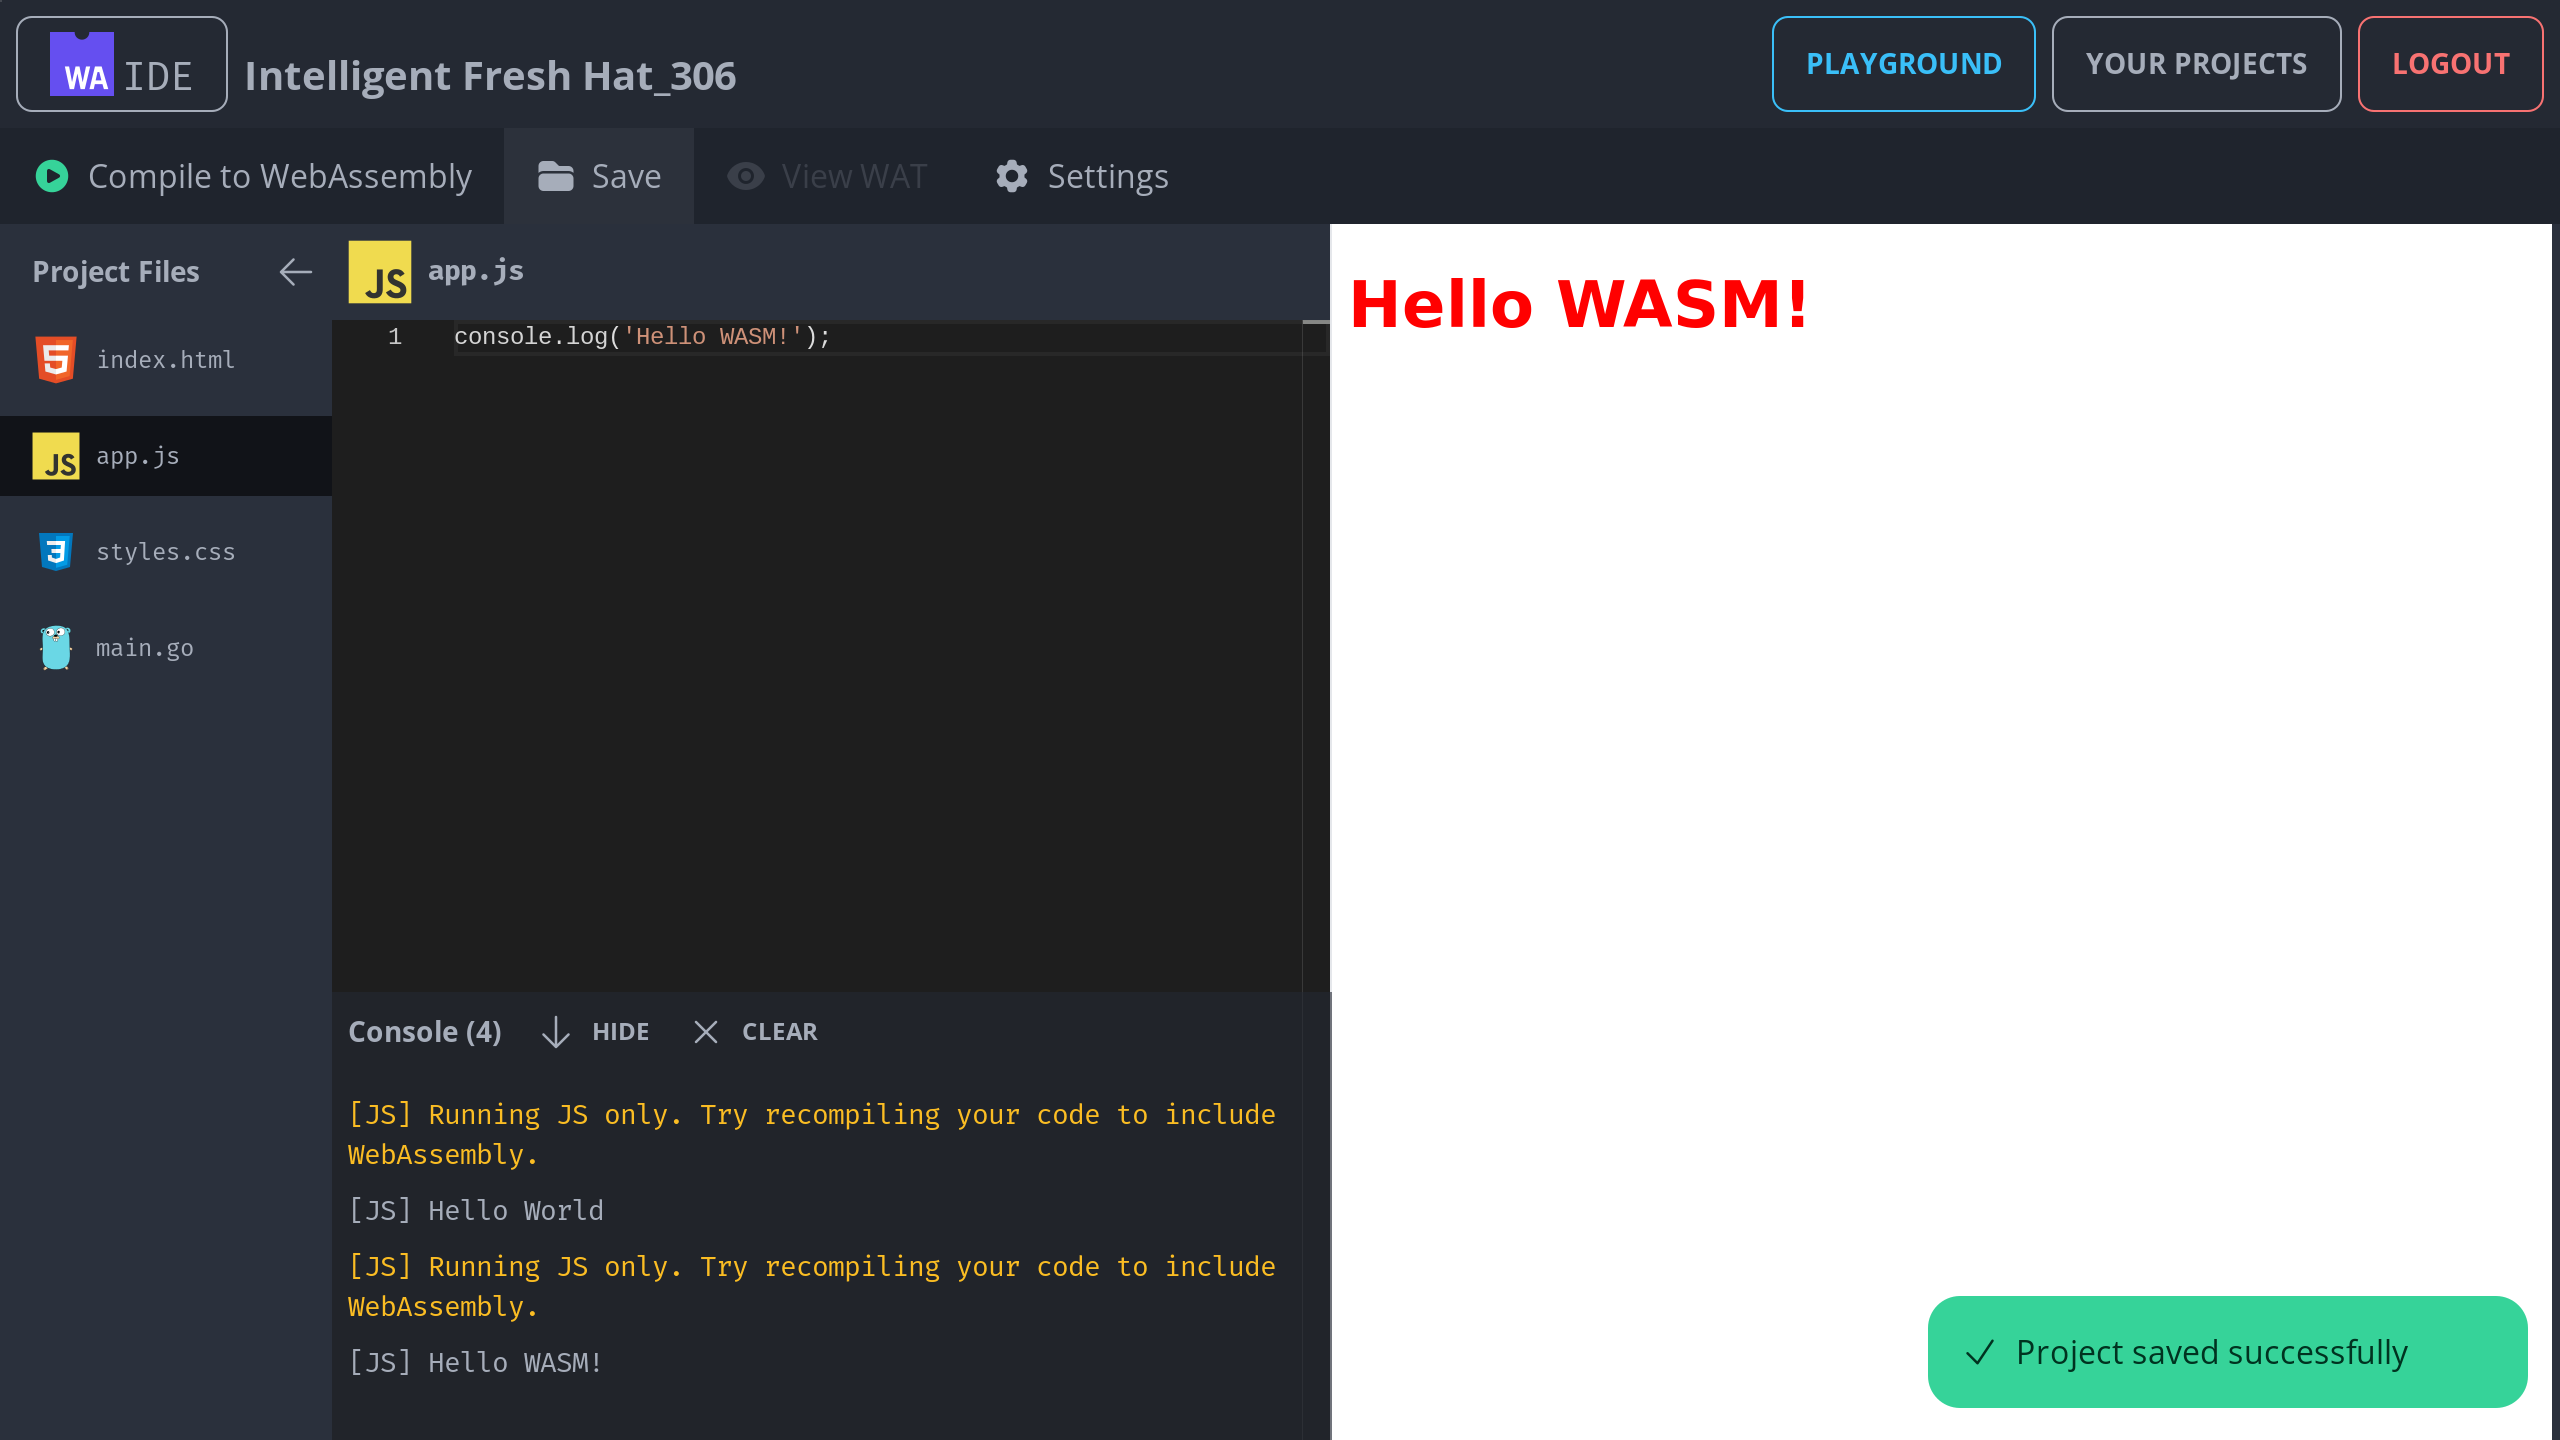 WA IDE Intelligent Fresh Hat_306 PLAYGROUND YOUR PROJECTS LOGOUT
Compile to WebAssembly Save View WAT Settings
Project Files
index.html
JS app.js
styles.css
main.go
JS app.js
1 console.log('Hello WASM!');
Console (4) HIDE CLEAR
[JS] Running JS only. Try recompiling your code to include
WebAssembly.
[JS] Hello World
[JS] Running JS only. Try recompiling your code to include
WebAssembly.
[JS] Hello WASM!
Hello WASM!
Project saved successfully